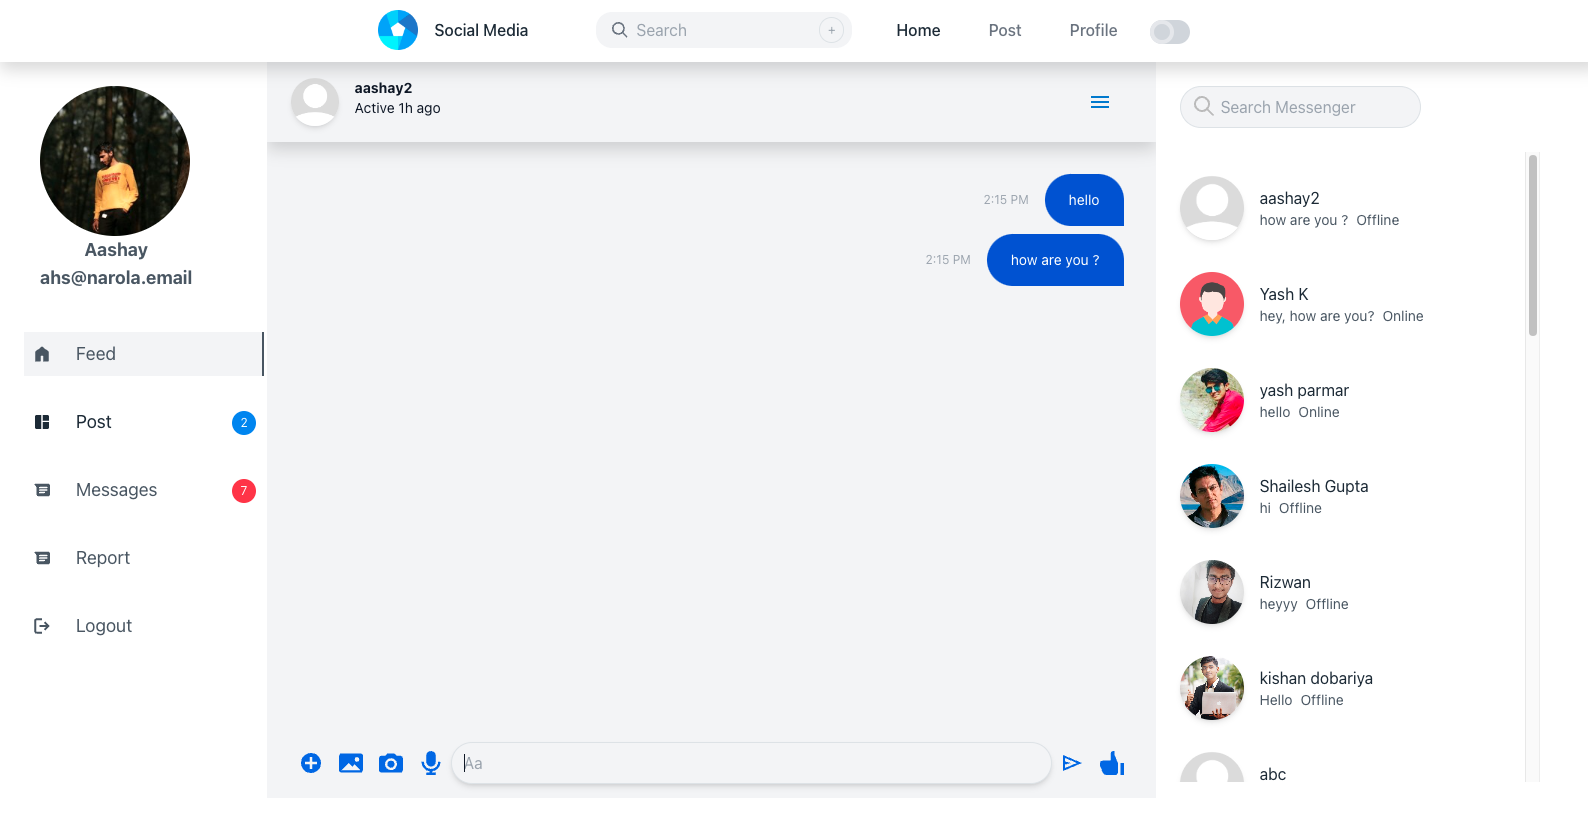 Social Media
Search
+
Home
Post
Profile
Aashay
ahs@narola.email
Feed
Post
2
Messages
7
Report
Logout
aashay2
Active 1h ago
2:15 PM
hello
2:15 PM
how are you ?
Aa
Search Messenger
aashay2
how are you ? Offline
Yash K
hey, how are you? Online
yash parmar
hello Online
Shailesh Gupta
hi Offline
Rizwan
heyyy Offline
kishan dobariya
Hello Offline
abc